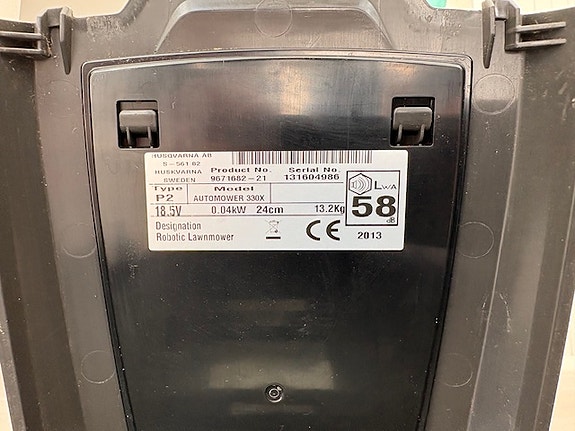 HUSQVARNA AB
S-561 82
HUSKVARNA
SWEDEN
Product No.
9671682-21
Serial No.
131604986
Type
P2
Model
AUTOMOWER 330X
18.5V 0.04kW 24cm 13.2Kg
LWA
58
dB
Designation
Robotic Lawnmower
CE
2013